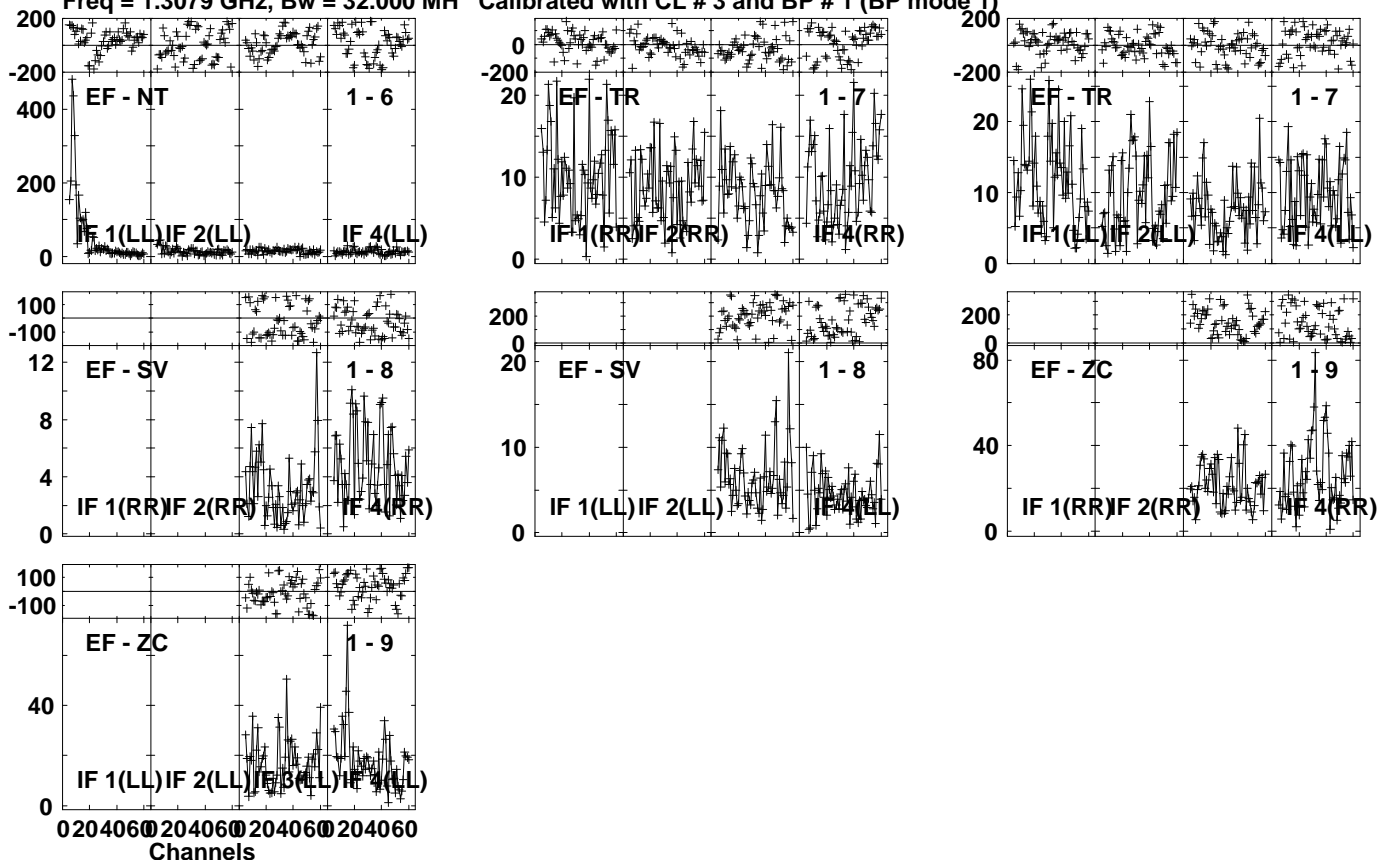 Freq = 1.3079 GHz, Bw = 32.000 MH Calibrated with CL # 3 and BP # 1 (BP mode 1)
200
-200
400
200
0
EF - NT 1 - 6
IF 1(LL) IF 2(LL) IF 4(LL)
200
0
-200
20
10
0
EF - TR 1 - 7
IF 1(RR) IF 2(RR) IF 4(RR)
200
-200
20
10
0
EF - TR 1 - 7
IF 1(LL) IF 2(LL) IF 4(LL)
100
-100
12
8
4
0
EF - SV 1 - 8
IF 1(RR) IF 2(RR) IF 4(RR)
200
0
20
10
0
EF - SV 1 - 8
IF 1(LL) IF 2(LL) IF 4(LL)
200
0
80
40
0
EF - ZC 1 - 9
IF 1(RR) IF 2(RR) IF 4(RR)
100
-100
40
0
EF - ZC 1 - 9
IF 1(LL) IF 2(LL) IF 3(LL) IF 4(LL)
0 20 40 60 0 20 40 60 0 20 40 60 0 20 40 60
Channels